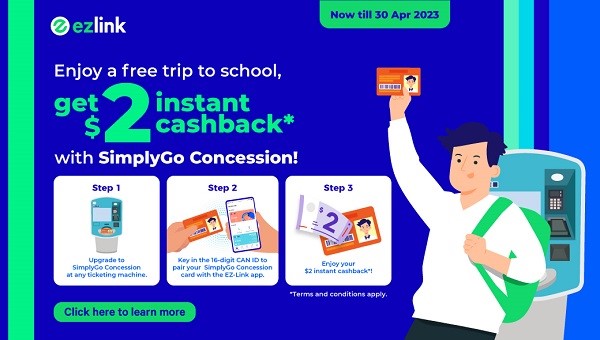 ezlink
Now till 30 Apr 2023
Enjoy a free trip to school,
get $2 instant
cashback*
with SimplyGo Concession!
Step 1
Upgrade to
SimplyGo Concession
at any ticketing machine.
Step 2
Key in the 16-digit CAN ID to
pair your SimplyGo Concession
card with the EZ-Link app.
Step 3
$2
Enjoy your
$2 instant cashback*!
*Terms and conditions apply.
Click here to learn more